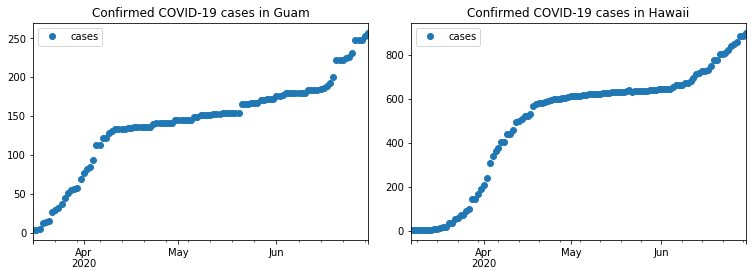 Confirmed COVID-19 cases in Guam
cases
250
200
150
100
50
0
Apr
2020
May
Jun
Confirmed COVID-19 cases in Hawaii
cases
800
600
400
200
0
Apr
2020
May
Jun